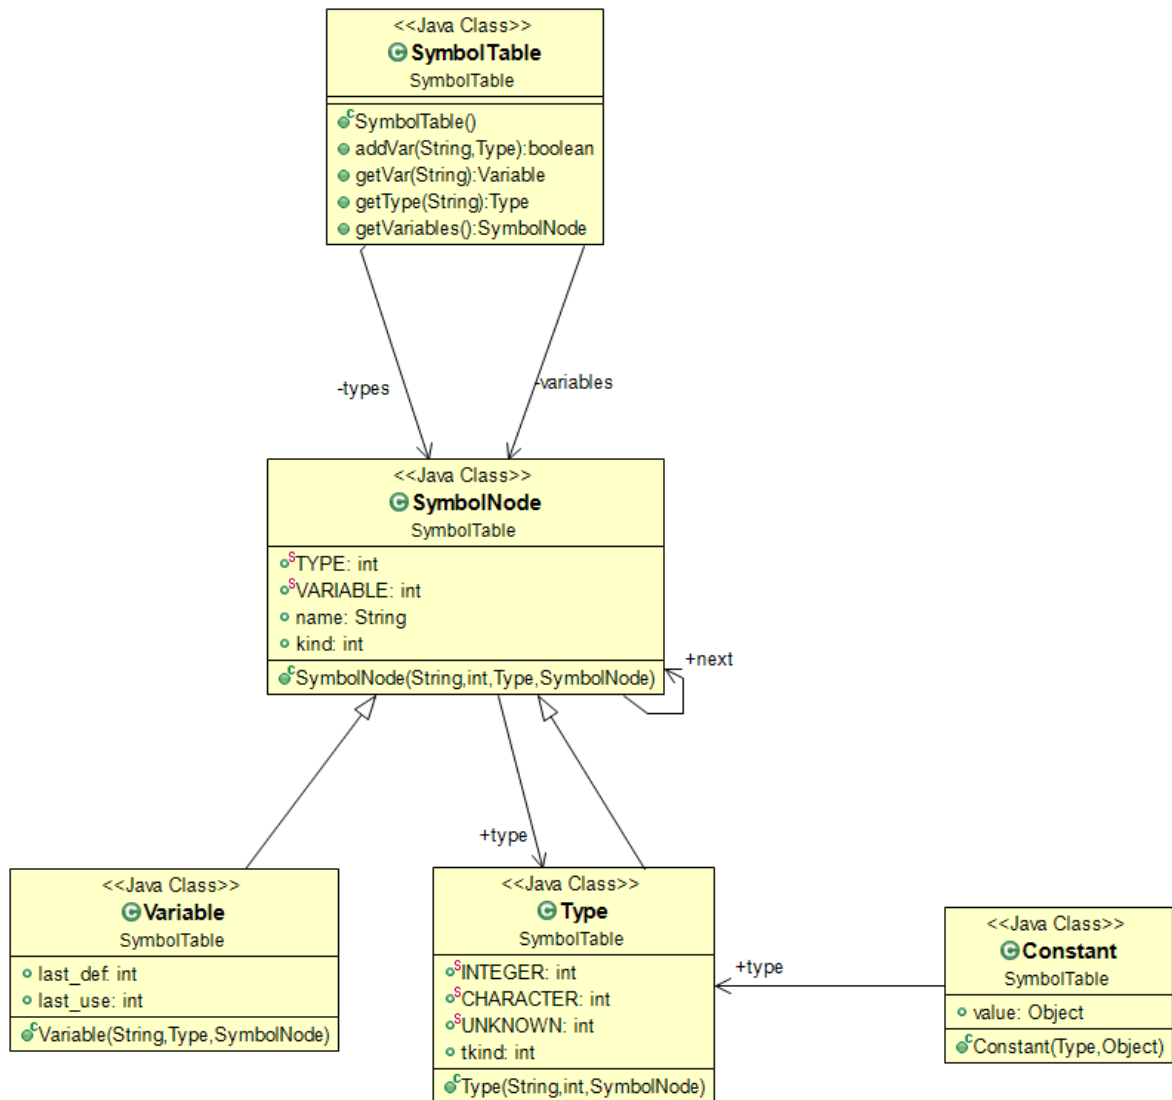 <<Java Class>>
SymbolTable
SymbolTable
SymbolTable()
addVar(String,Type):boolean
getVar(String):Variable
getType(String):Type
getVariables():SymbolNode
-types
-variables
<<Java Class>>
SymbolNode
SymbolTable
TYPE: int
VARIABLE: int
name: String
kind: int
SymbolNode(String,int,Type,SymbolNode)
+next
+type
<<Java Class>>
Variable
SymbolTable
last_def: int
last_use: int
Variable(String,Type,SymbolNode)
<<Java Class>>
Type
SymbolTable
INTEGER: int
CHARACTER: int
UNKNOWN: int
tkind: int
Type(String,int,SymbolNode)
+type
<<Java Class>>
Constant
SymbolTable
value: Object
Constant(Type,Object)